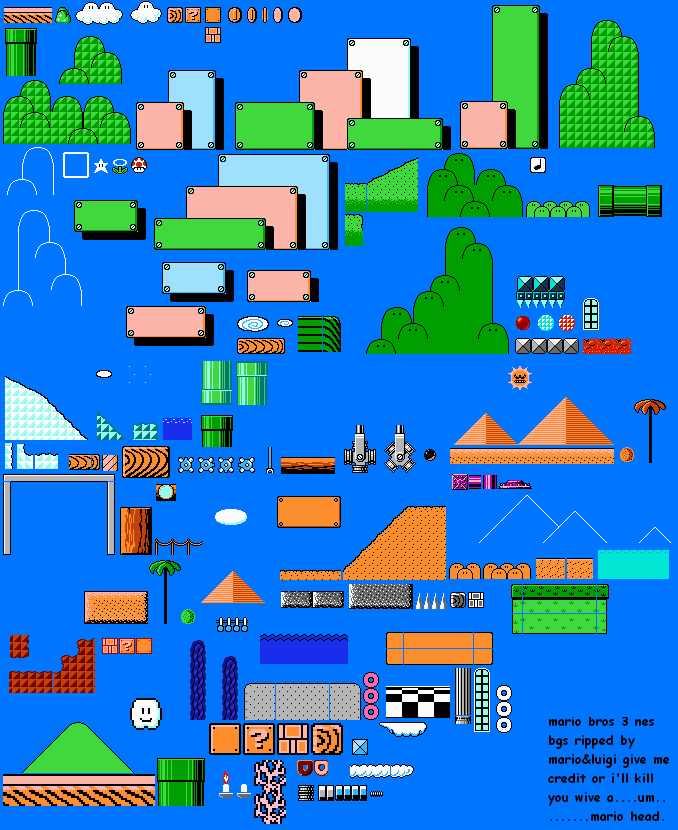 mario bros 3 nes
bgs ripped by
mario&luigi give me
credit or i'll kill
you wive a....um..
.......mario head.